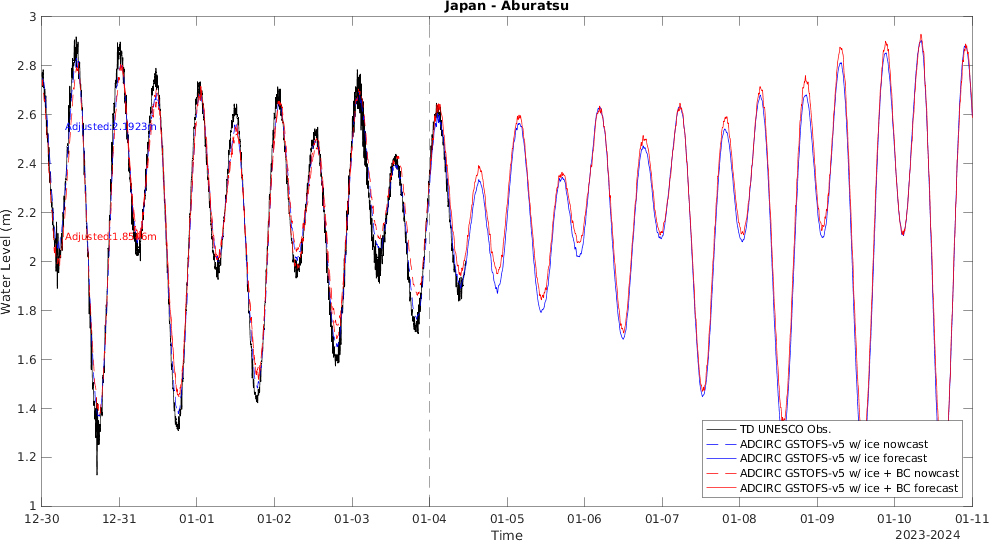 Japan - Aburatsu
Water Level (m)
3
2.8
2.6
2.4
2.2
2
1.8
1.6
1.4
1.2
1
Adjusted:2.1923m
TD UNESCO Obs.
ADCIRC GSTOFS-v5 w/ ice nowcast
ADCIRC GSTOFS-v5 w/ ice forecast
ADCIRC GSTOFS-v5 w/ ice + BC nowcast
ADCIRC GSTOFS-v5 w/ ice + BC forecast
12-30
12-31
01-01
01-02
01-03
01-04
01-05
01-06
01-07
01-08
01-09
01-10
01-11
Time
2023-2024